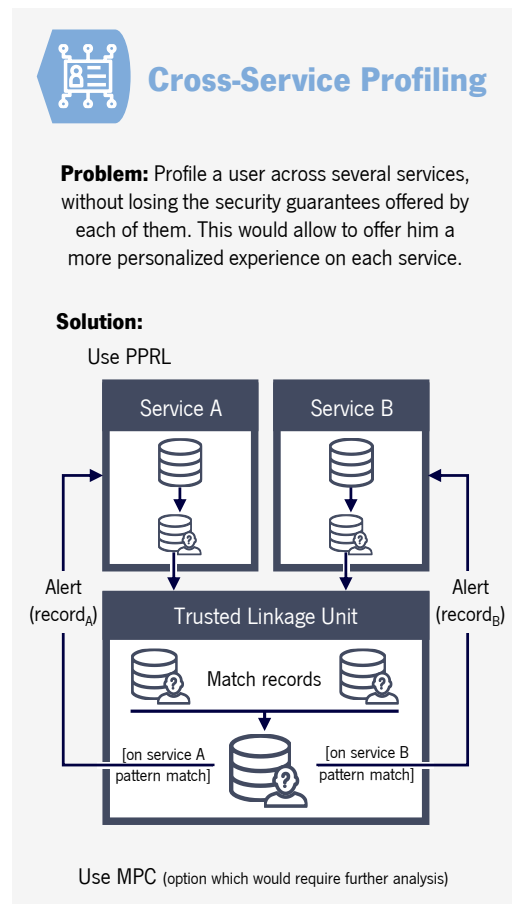 Cross-Service Profiling
Problem: Profile a user across several services,
without losing the security guarantees offered by
each of them. This would allow to offer him a
more personalized experience on each service.
Solution:
Use PPRL
Service A
Service B
Alert
(recordA)
Alert
(recordB)
Trusted Linkage Unit
?
Match records
?
[on service A
pattern match]
?
[on service B
pattern match]
Use MPC (option which would require further analysis)